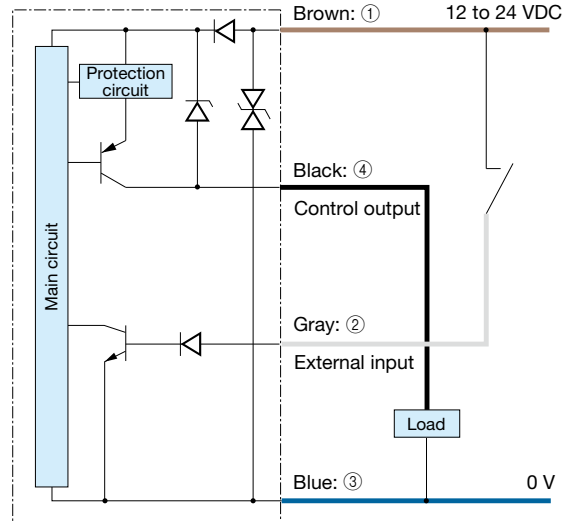 Brown: ① 12 to 24 VDC
Protection
circuit
Black: ④
Control output
Main circuit
Gray: ②
External input
Load
Blue: ③ 0 V